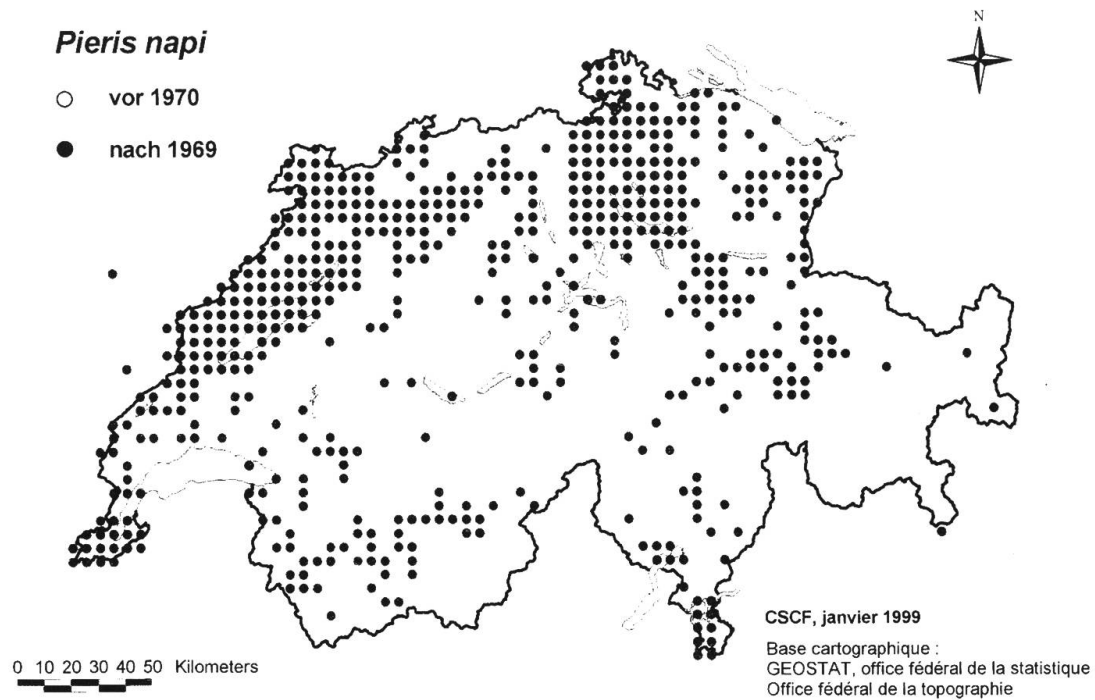 N
Pieris napi
vor 1970
nach 1969
CSCF, janvier 1999
Base cartographique :
GEOSTAT, office fédéral de la statistique
Office fédéral de la topographie
0 10 20 30 40 50 Kilometers